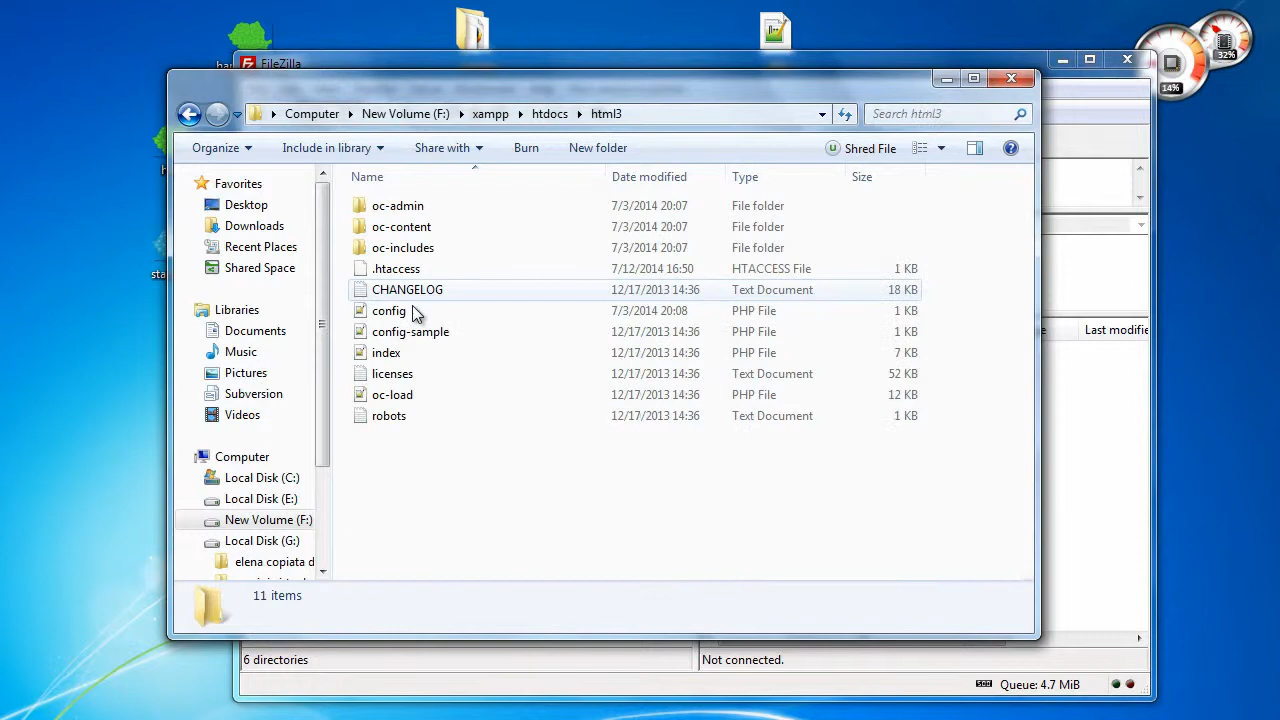 FileZilla
32%
14%
Computer New Volume (F:) xampp htdocs html3
Search html3
Organize Include in library Share with Burn New folder Shred File
Name Date modified Type Size
Favorites
Desktop
Downloads
Recent Places
Shared Space
Libraries
Documents
Music
Pictures
Subversion
Videos
Computer
Local Disk (C:)
Local Disk (E:)
New Volume (F:)
Local Disk (G:)
elena copiata d
oc-admin 7/3/2014 20:07 File folder
oc-content 7/3/2014 20:07 File folder
oc-includes 7/3/2014 20:07 File folder
.htaccess 7/12/2014 16:50 HTACCESS File 1 KB
CHANGELOG 12/17/2013 14:36 Text Document 18 KB
config 7/3/2014 20:08 PHP File 1 KB
config-sample 12/17/2013 14:36 PHP File 1 KB
index 12/17/2013 14:36 PHP File 7 KB
licenses 12/17/2013 14:36 Text Document 52 KB
oc-load 12/17/2013 14:36 PHP File 12 KB
robots 12/17/2013 14:36 Text Document 1 KB
Last modifie
11 items
6 directories
Not connected.
Queue: 4.7 MiB